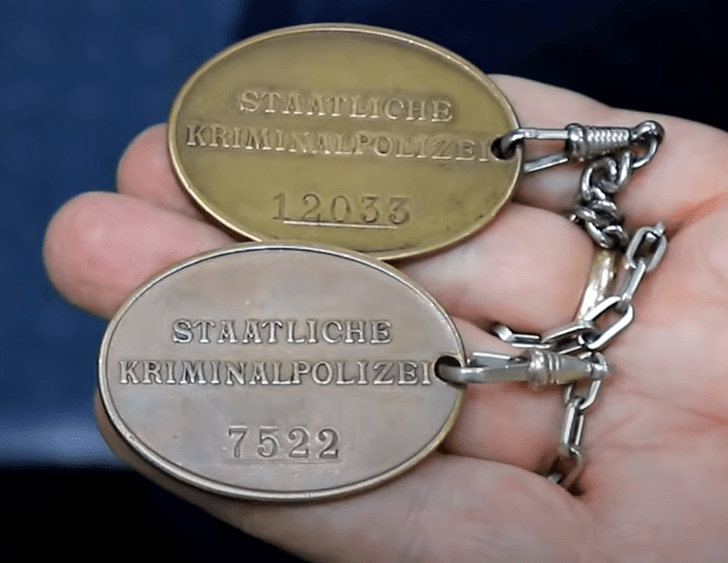 STAATLICHE
KRIMINALPOLIZEI
12033
STAATLICHE
KRIMINALPOLIZEI
7522